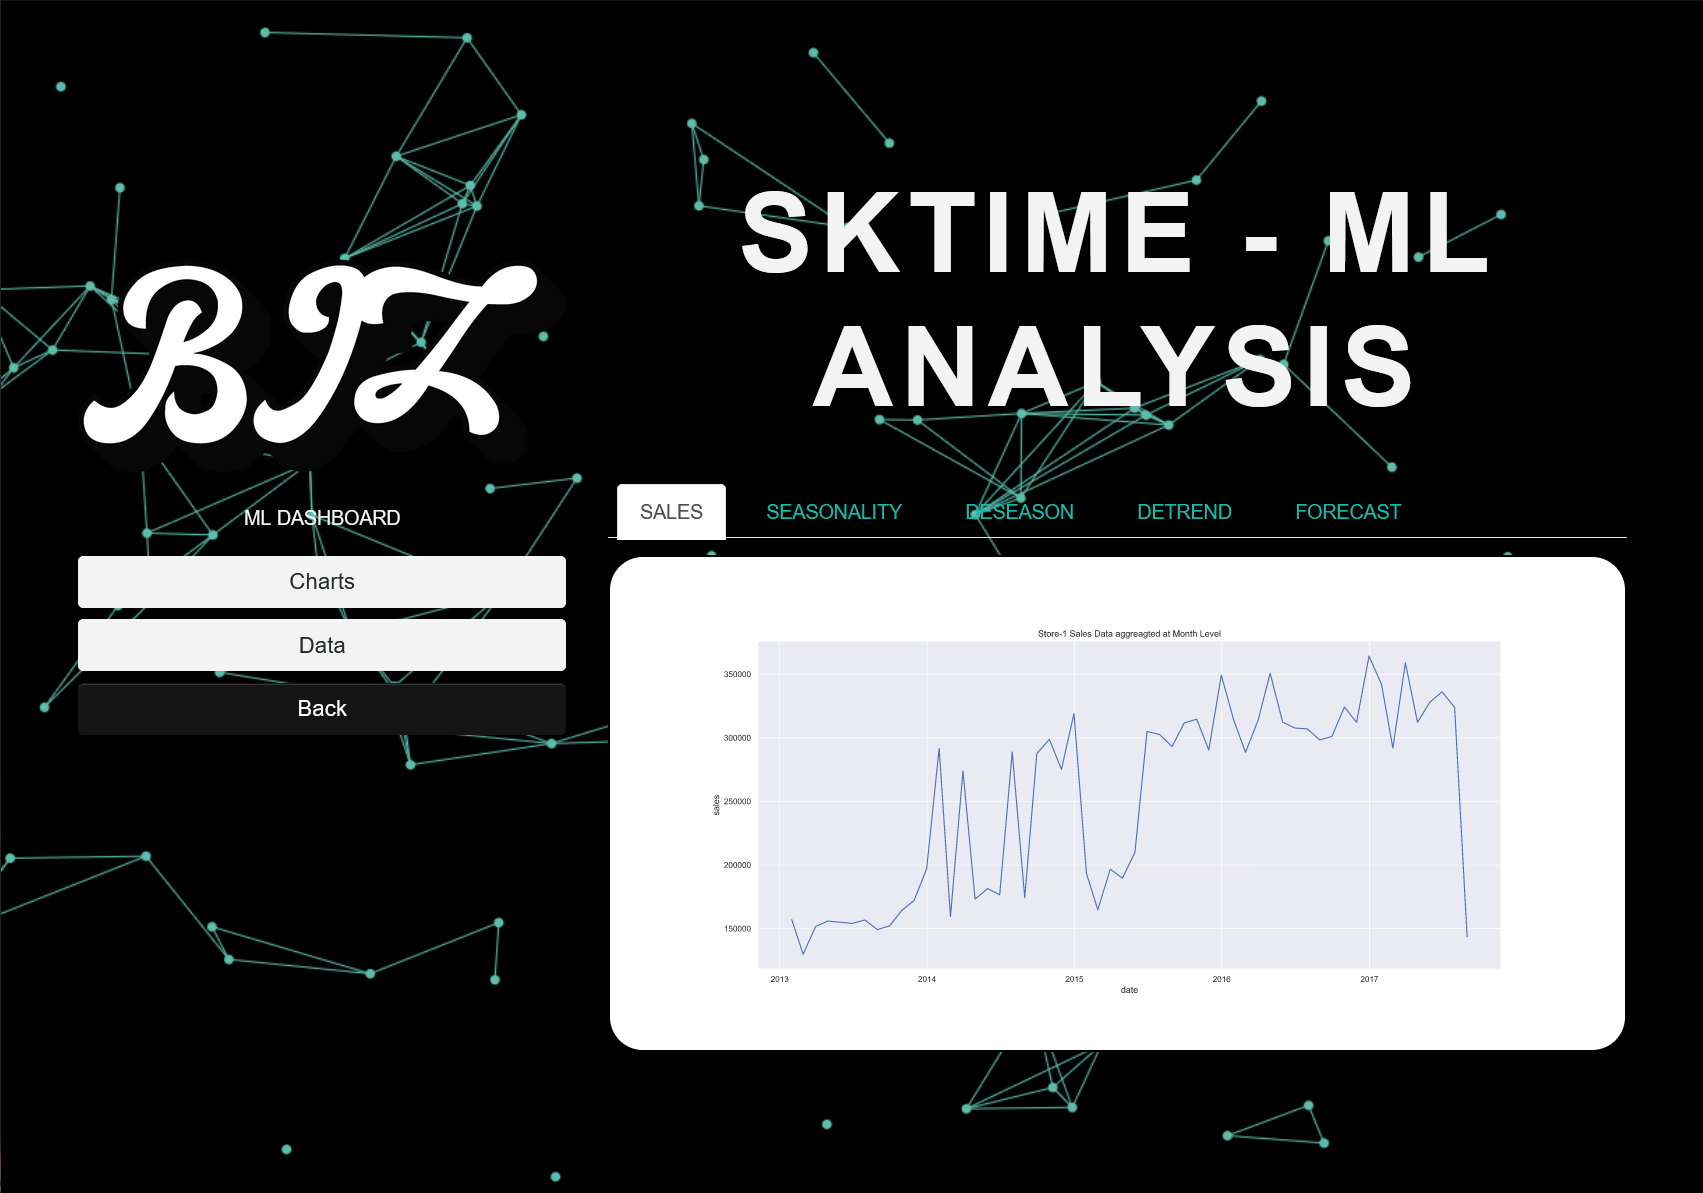 BIZ
ML DASHBOARD
Charts
Data
Back
SKTIME - ML
ANALYSIS
SALES SEASONALITY DESEASON DETREND FORECAST
Store-1 Sales Data aggreagted at Month Level
sales
350000
300000
250000
200000
150000
2013 2014 2015 2016 2017
date